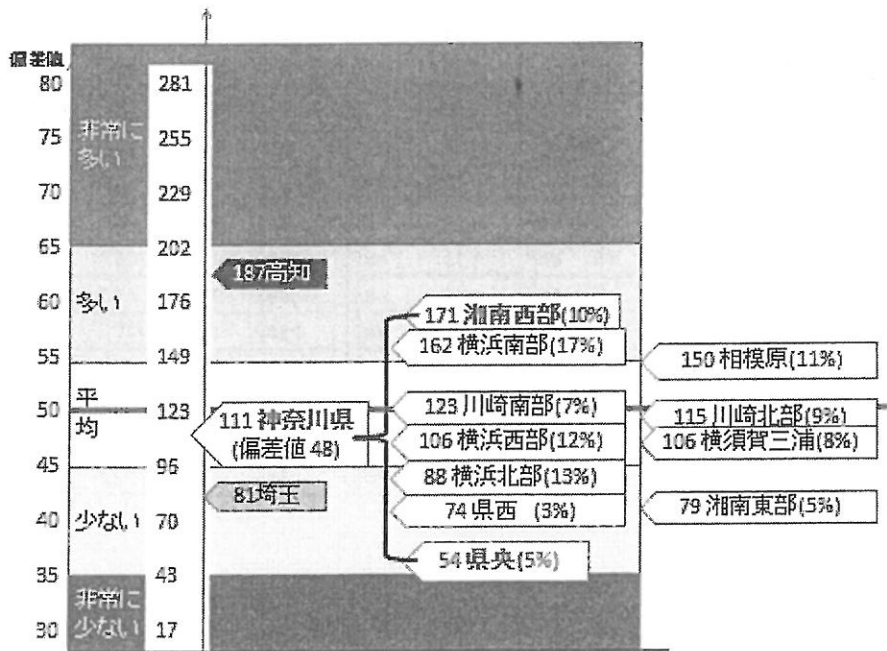 偏差値
80 281
75 非常に多い 255
70 229
65 202
187高知
60 多い 176
171 湘南西部(10%)
162 横浜南部(17%)
55 149
150 相模原(11%)
50 平均 123
111 神奈川県
(偏差値 48)
123 川崎南部(7%)
115 川崎北部(9%)
106 横浜西部(12%)
106 横須賀三浦(8%)
45 96
88 横浜北部(13%)
81埼玉
40 少ない 70
74 県西 (3%)
79 湘南東部(5%)
54 県央(5%)
35 43
非常に少ない
30 17